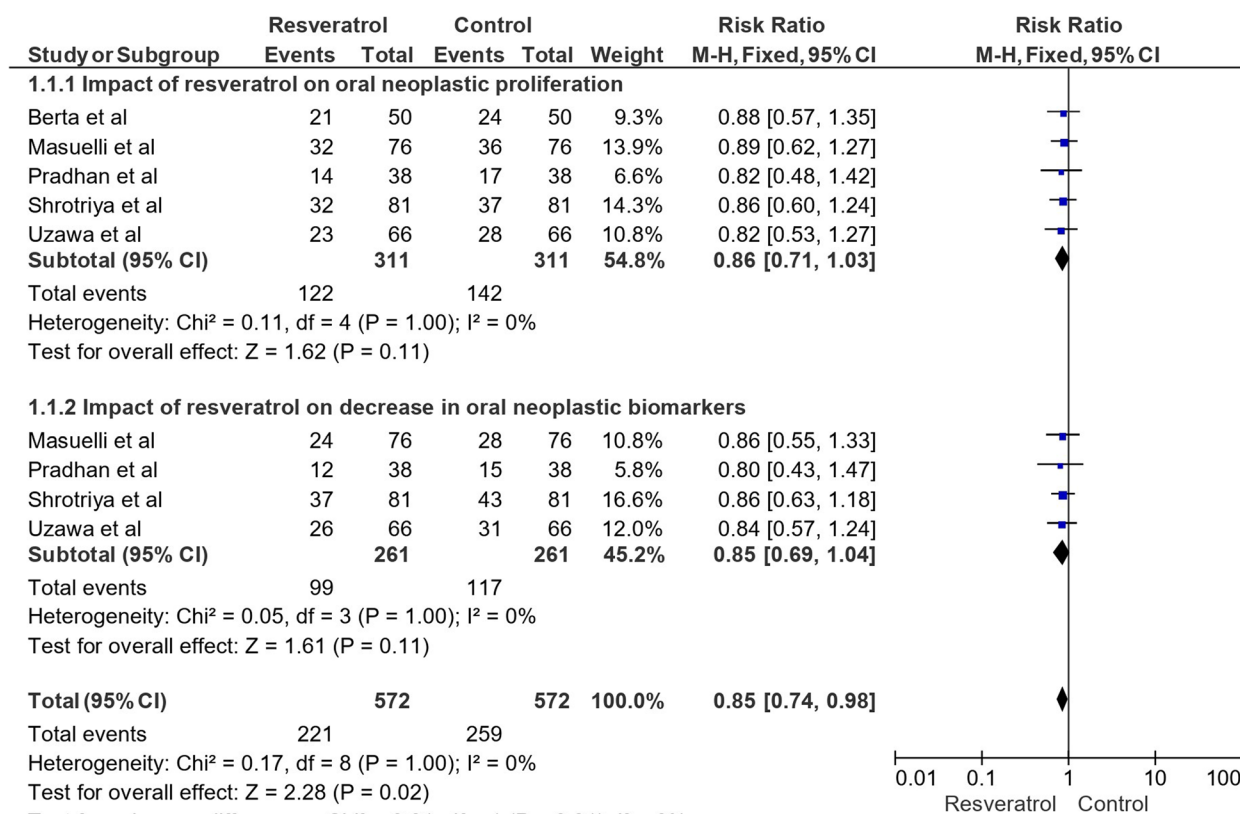 Resveratrol Control Risk Ratio Risk Ratio
Study or Subgroup Events Total Events Total Weight M-H, Fixed, 95% CI M-H, Fixed, 95% CI
1.1.1 Impact of resveratrol on oral neoplastic proliferation
Berta et al 21 50 24 50 9.3% 0.88 [0.57, 1.35]
Masuelli et al 32 76 36 76 13.9% 0.89 [0.62, 1.27]
Pradhan et al 14 38 17 38 6.6% 0.82 [0.48, 1.42]
Shrotriya et al 32 81 37 81 14.3% 0.86 [0.60, 1.24]
Uzawa et al 23 66 28 66 10.8% 0.82 [0.53, 1.27]
Subtotal (95% CI) 311 311 54.8% 0.86 [0.71, 1.03]
Total events 122 142
Heterogeneity: Chi² = 0.11, df = 4 (P = 1.00); I² = 0%
Test for overall effect: Z = 1.62 (P = 0.11)
1.1.2 Impact of resveratrol on decrease in oral neoplastic biomarkers
Masuelli et al 24 76 28 76 10.8% 0.86 [0.55, 1.33]
Pradhan et al 12 38 15 38 5.8% 0.80 [0.43, 1.47]
Shrotriya et al 37 81 43 81 16.6% 0.86 [0.63, 1.18]
Uzawa et al 26 66 31 66 12.0% 0.84 [0.57, 1.24]
Subtotal (95% CI) 261 261 45.2% 0.85 [0.69, 1.04]
Total events 99 117
Heterogeneity: Chi² = 0.05, df = 3 (P = 1.00); I² = 0%
Test for overall effect: Z = 1.61 (P = 0.11)
Total (95% CI) 572 572 100.0% 0.85 [0.74, 0.98]
Total events 221 259
Heterogeneity: Chi² = 0.17, df = 8 (P = 1.00); I² = 0%
Test for overall effect: Z = 2.28 (P = 0.02)
0.01 0.1 1 10 100
Resveratrol Control